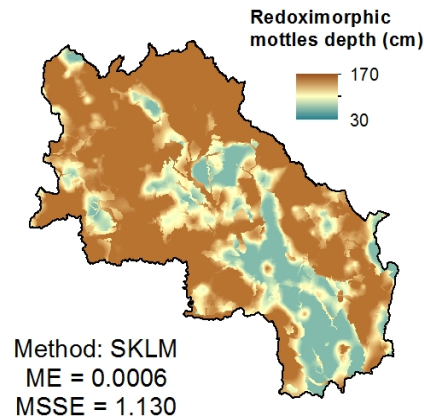 Redoximorphic
mottles depth (cm)
170
30
Method: SKLM
ME = 0.0006
MSSE = 1.130